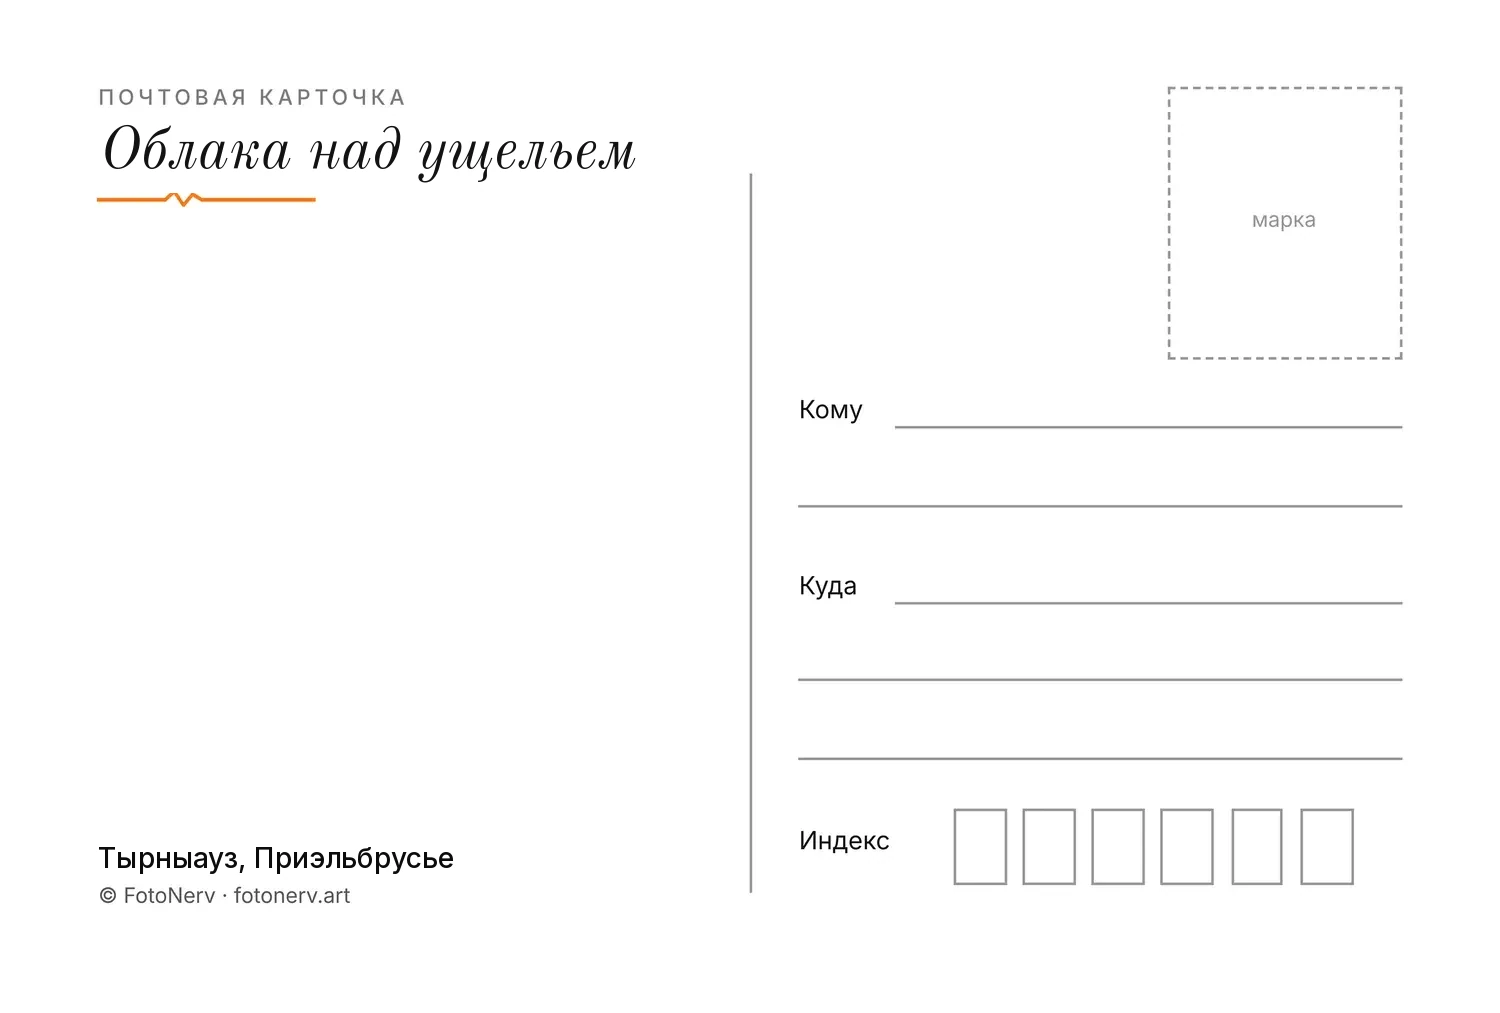 ПОЧТОВАЯ КАРТОЧКА
Облака над ущельем
марка
Кому
Куда
Индекс
Тырныауз, Приэльбрусье
© FotoNerv · fotonerv.art